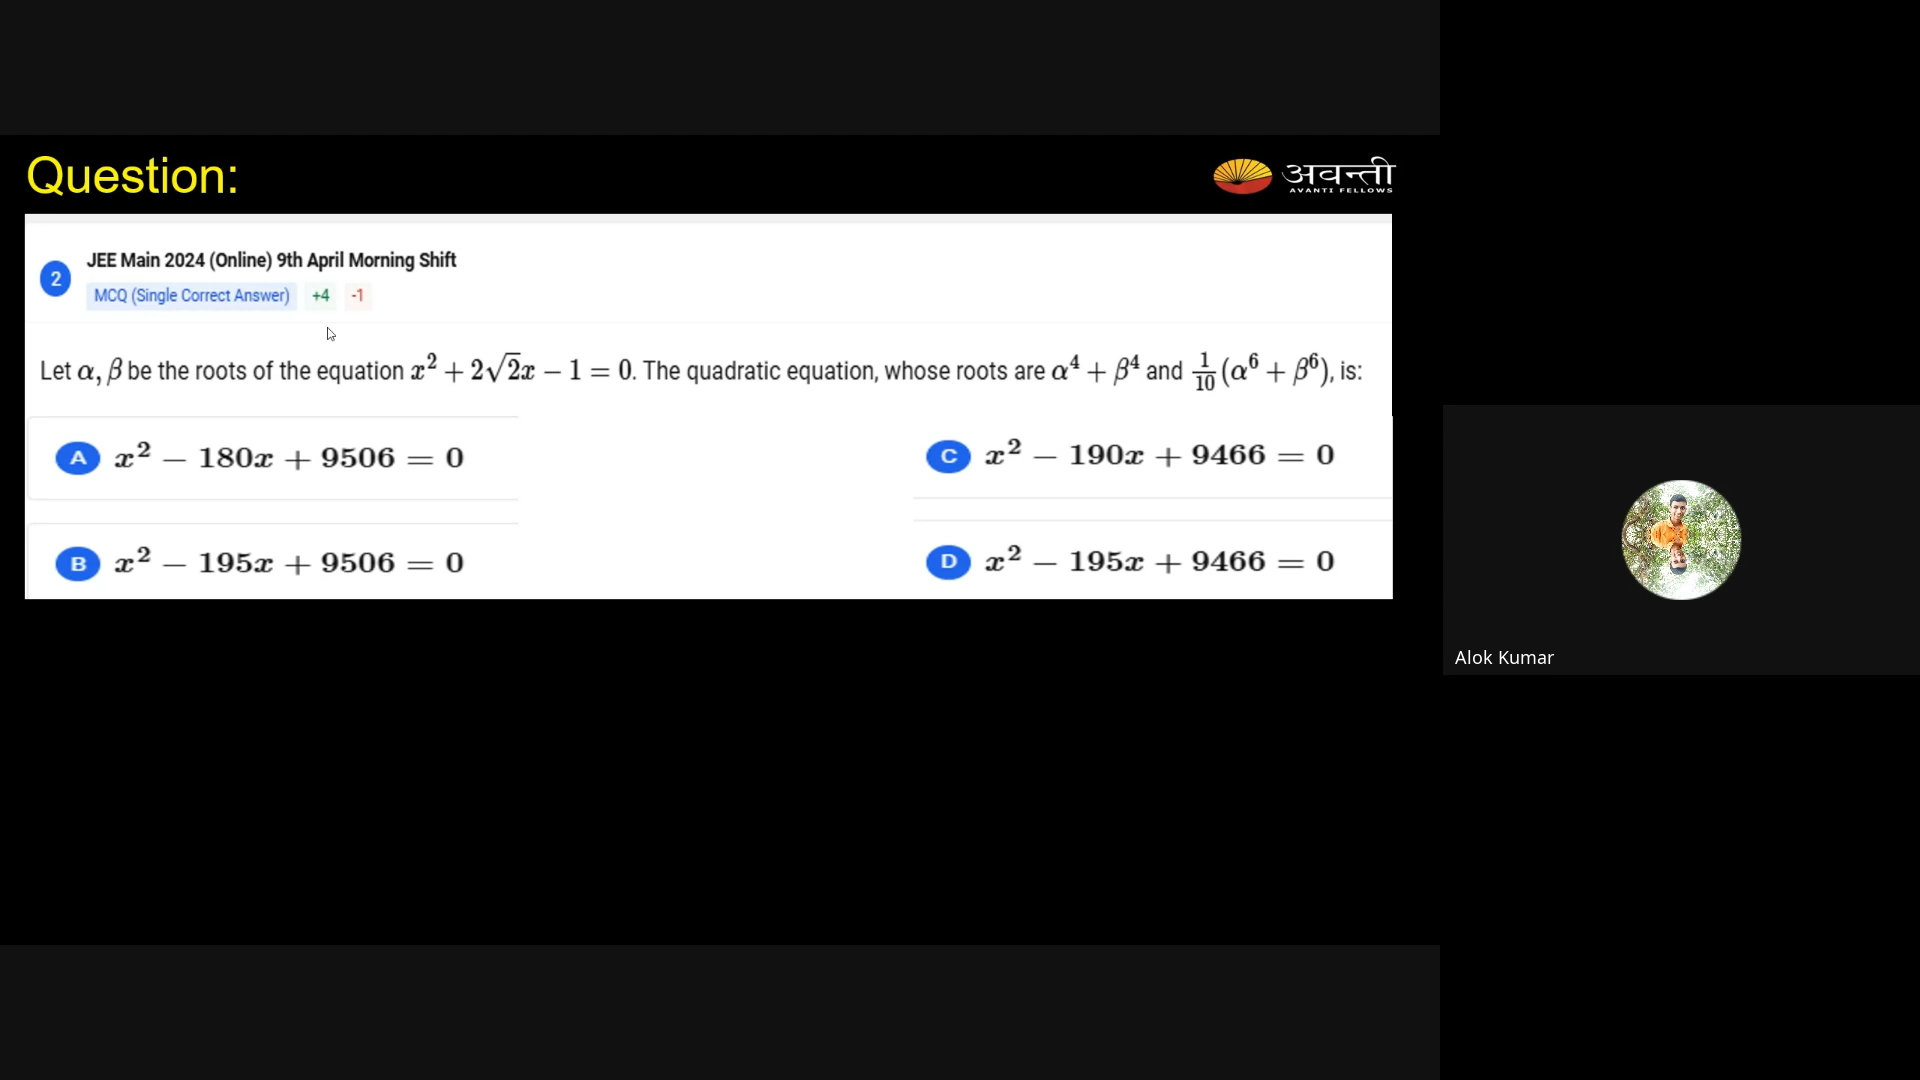 Question:
अवन्ती
AVANTI FELLOWS
2
JEE Main 2024 (Online) 9th April Morning Shift
MCQ (Single Correct Answer) +4 -1
Let α, β be the roots of the equation x² + 2√2x − 1 = 0. The quadratic equation, whose roots are α⁴ + β⁴ and 1/10(α⁶ + β⁶), is:
A x² − 180x + 9506 = 0
C x² − 190x + 9466 = 0
B x² − 195x + 9506 = 0
D x² − 195x + 9466 = 0
Alok Kumar